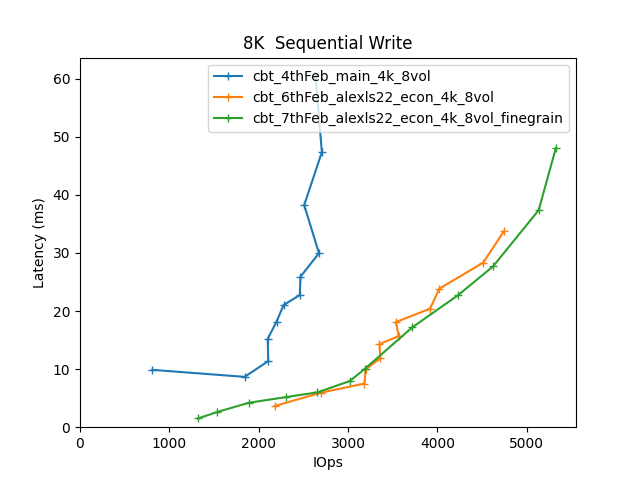 8K  Sequential Write
cbt_4thFeb_main_4k_8vol
cbt_6thFeb_alexls22_econ_4k_8vol
cbt_7thFeb_alexls22_econ_4k_8vol_finegrain
Latency (ms)
60
50
40
30
20
10
0
0 1000 2000 3000 4000 5000
IOps